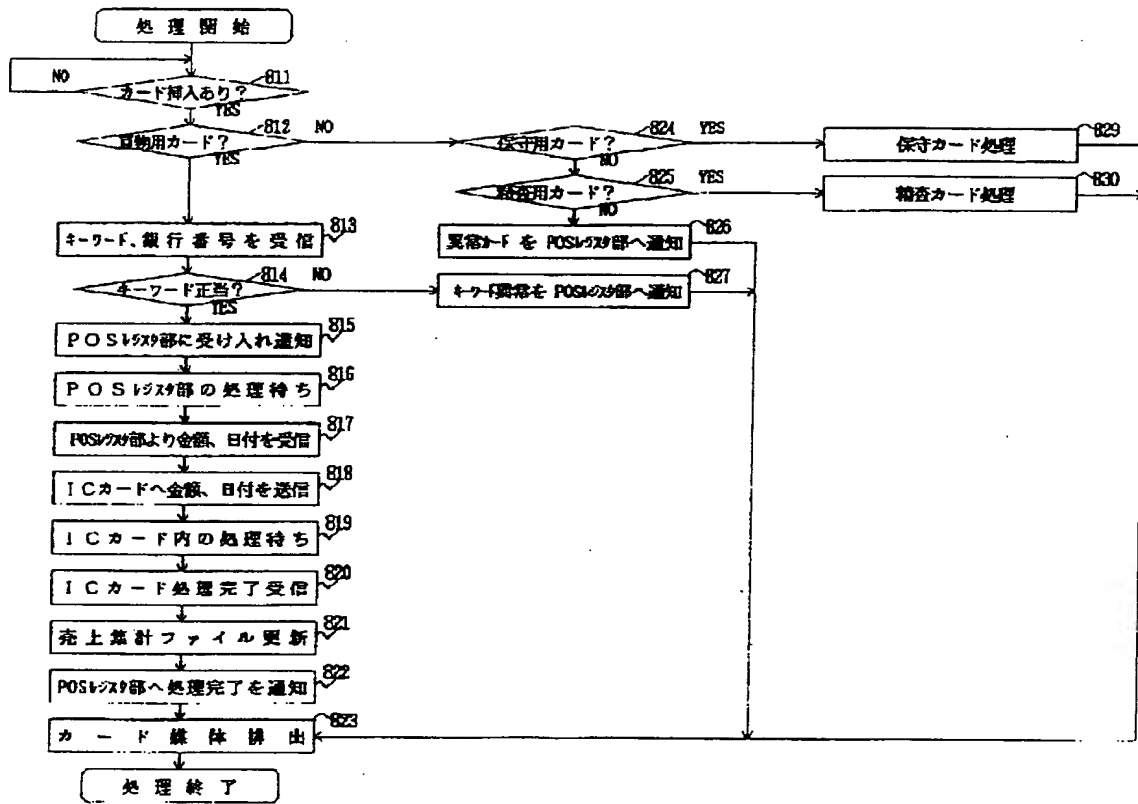 処理開始
NO
811
カード挿入あり?
YES
812
買物用カード?
NO
YES
824
保守用カード?
YES
NO
829
保守カード処理
825
精査用カード?
YES
NO
830
精査カード処理
813
キーワード、銀行番号を受信
826
異常カード を POSレジスタ部へ通知
814
キーワード正当?
NO
YES
827
キーワード異常を POSレジスタ部へ通知
815
POSレジスタ部に受け入れ通知
816
POSレジスタ部の処理待ち
817
POSレジスタ部より金額、日付を受信
818
ICカードへ金額、日付を送信
819
ICカード内の処理待ち
820
ICカード処理完了受信
821
売上集計ファイル更新
822
POSレジスタ部へ処理完了を通知
823
カード媒体排出
処理終了